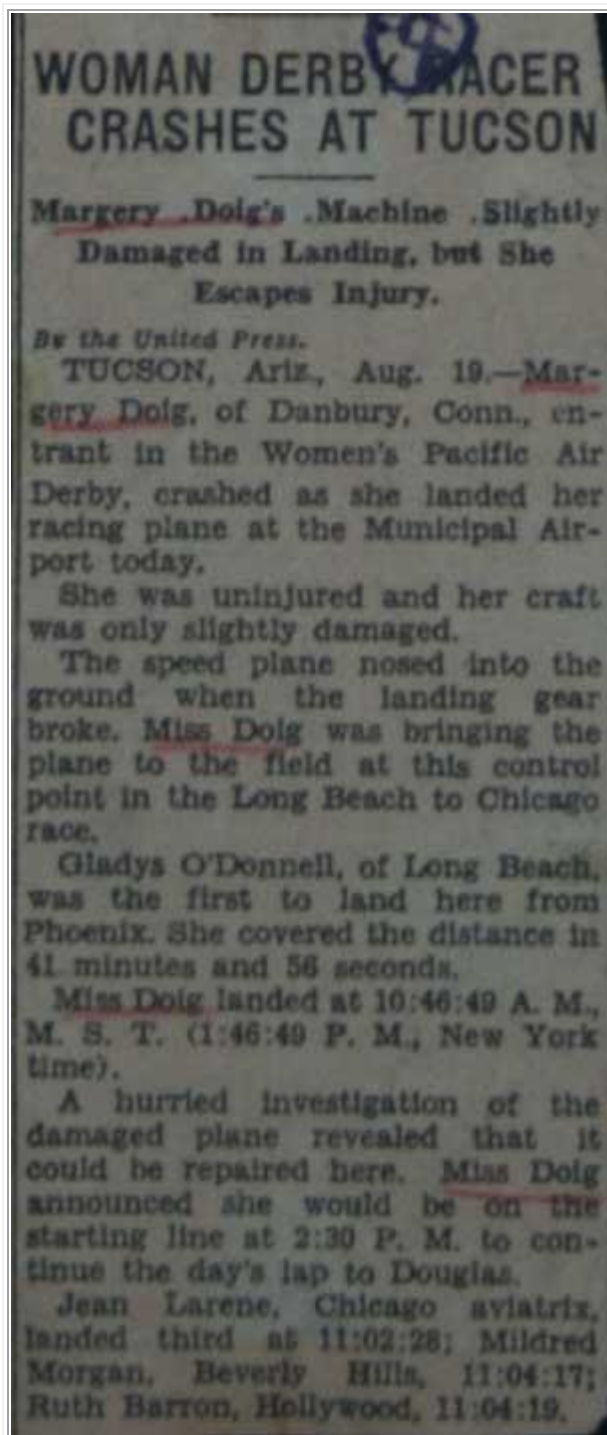 WOMAN DERBY RACER
CRASHES AT TUCSON
Margery .Doig's .Machine .Slightly
Damaged in Landing, but She
Escapes Injury.
By the United Press.
TUCSON, Ariz., Aug. 19.—Mar-
gery Doig, of Danbury, Conn., en-
trant in the Women's Pacific Air
Derby, crashed as she landed her
racing plane at the Municipal Air-
port today.
She was uninjured and her craft
was only slightly damaged.
The speed plane nosed into the
ground when the landing gear
broke. Miss Doig was bringing the
plane to the field at this control
point in the Long Beach to Chicago
race.
Gladys O'Donnell, of Long Beach,
was the first to land here from
Phoenix. She covered the distance in
41 minutes and 56 seconds.
Miss Doig landed at 10:46:49 A. M.,
M. S. T. (1:46:49 P. M., New York
time).
A hurried investigation of the
damaged plane revealed that it
could be repaired here. Miss Doig
announced she would be on the
starting line at 2:30 P. M. to con-
tinue the day's lap to Douglas.
Jean Larene, Chicago aviatrix,
landed third at 11:02:28; Mildred
Morgan, Beverly Hills, 11:04:17;
Ruth Barron, Hollywood, 11:04:19.